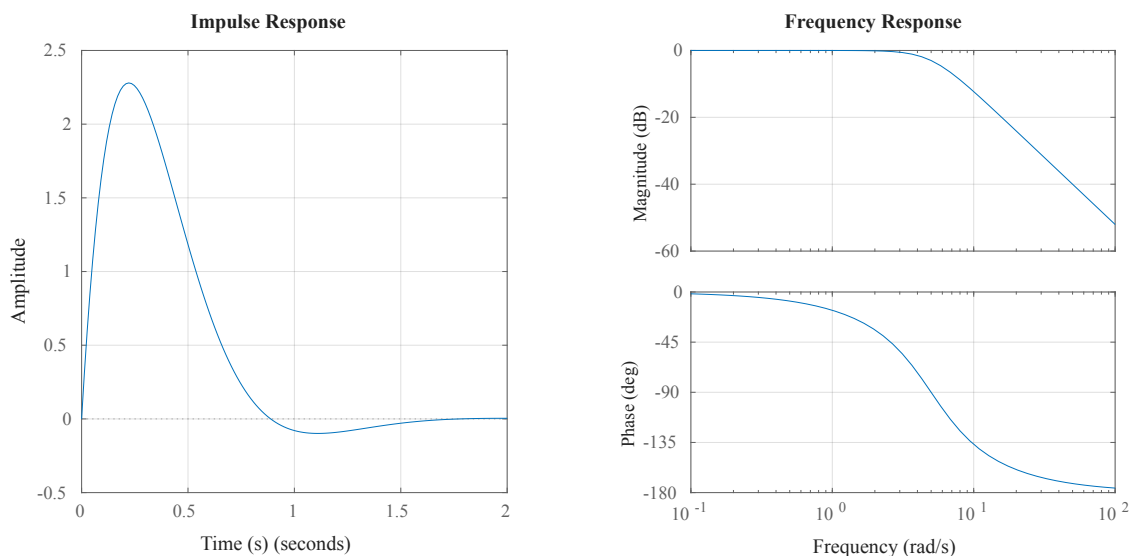 Impulse Response
2.5
2
1.5
1
0.5
0
-0.5
Amplitude
0 0.5 1 1.5 2
Time (s) (seconds)
Frequency Response
0
-20
-40
-60
Magnitude (dB)
0
-45
-90
-135
-180
Phase (deg)
10^-1 10^0 10^1 10^2
Frequency (rad/s)